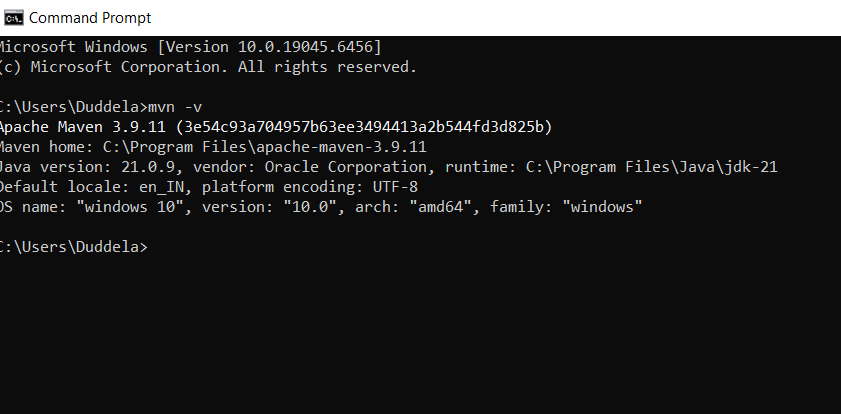 Command Prompt
Microsoft Windows [Version 10.0.19045.6456]
(c) Microsoft Corporation. All rights reserved.
C:\Users\Duddela>mvn -v
Apache Maven 3.9.11 (3e54c93a704957b63ee3494413a2b544fd3d825b)
Maven home: C:\Program Files\apache-maven-3.9.11
Java version: 21.0.9, vendor: Oracle Corporation, runtime: C:\Program Files\Java\jdk-21
Default locale: en_IN, platform encoding: UTF-8
OS name: "windows 10", version: "10.0", arch: "amd64", family: "windows"
C:\Users\Duddela>